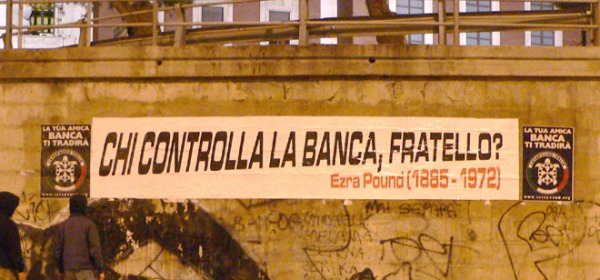 LA TUA AMICA
BANCA
TI TRADIRÀ
CHI CONTROLLA LA BANCA, FRATELLO?
Ezra Pound (1885 - 1972)
LA TUA AMICA
BANCA
TI TRADIRÀ